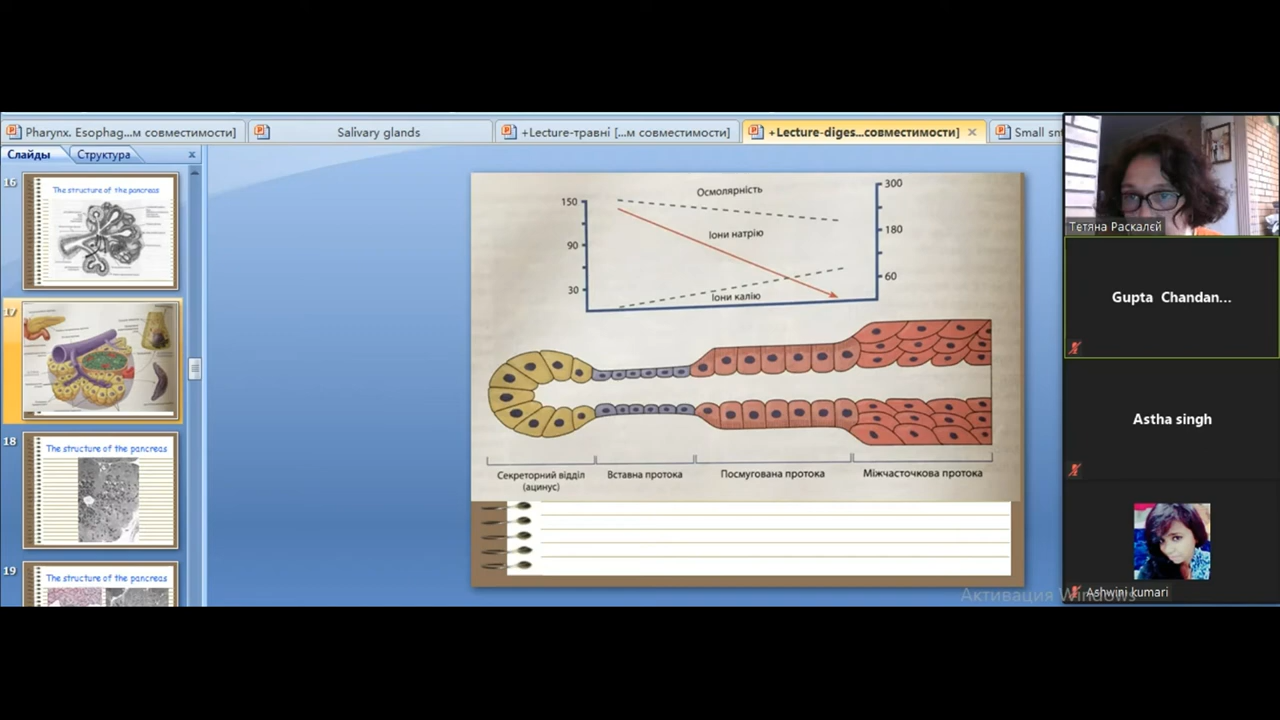 Pharynx. Esophag...м совместимости]
Salivary glands
+Lecture-травні [...м совместимости]
+Lecture-diges...совместимости]
Small
Слайды
Структура
16
The structure of the pancreas
17
18
The structure of the pancreas
19
The structure of the pancreas
Осмолярність
150
90
30
300
180
60
Іони натрію
Іони калію
Секреторний відділ
(ацинус)
Вставна протока
Посмугована протока
Міжчасточкова протока
Тетяна Раскалєй
Gupta Chandan...
Astha singh
Ashwini kumari
Активация Windows